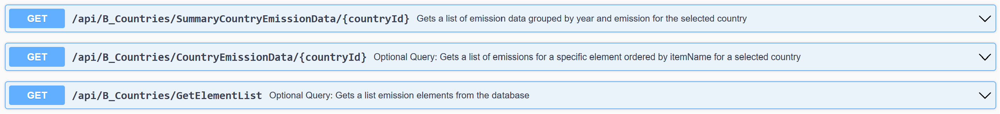 GET /api/B_Countries/SummaryCountryEmissionData/{countryId} Gets a list of emission data grouped by year and emission for the selected country
GET /api/B_Countries/CountryEmissionData/{countryId} Optional Query: Gets a list of emissions for a specific element ordered by itemName for a selected country
GET /api/B_Countries/GetElementList Optional Query: Gets a list emission elements from the database